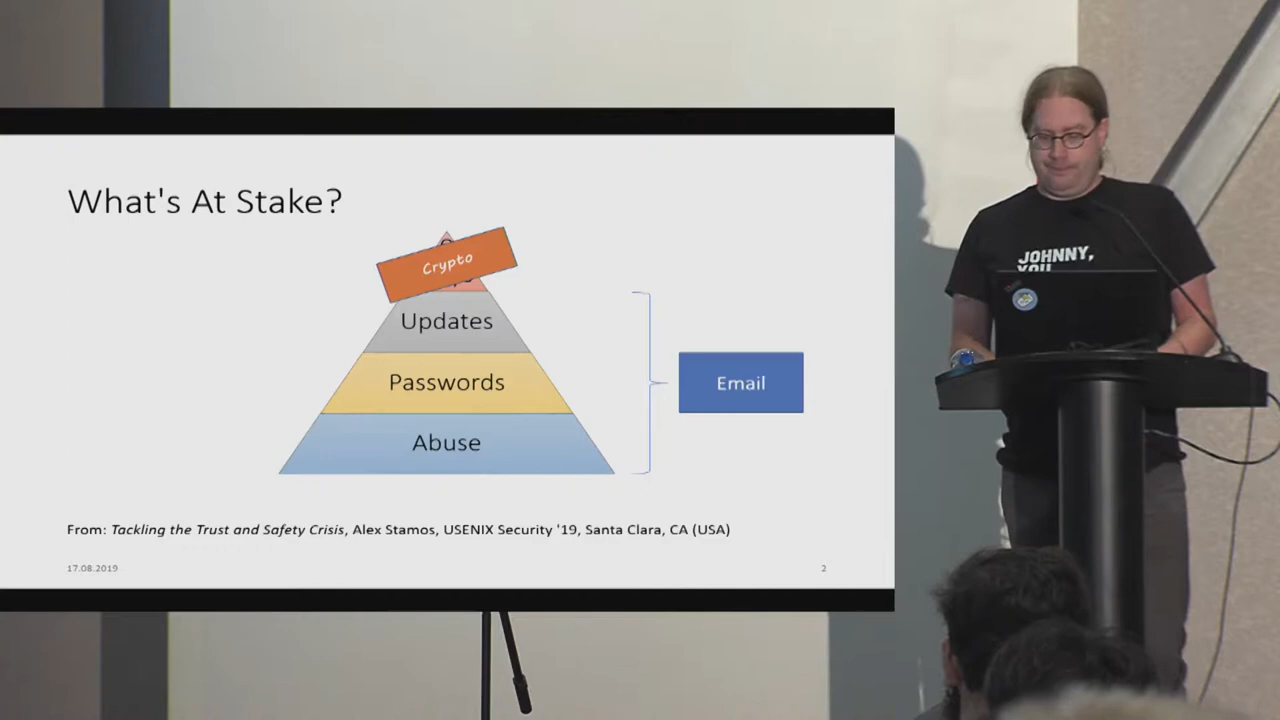 What's At Stake?
Crypto
Updates
Passwords
Abuse
Email
From: Tackling the Trust and Safety Crisis, Alex Stamos, USENIX Security '19, Santa Clara, CA (USA)
17.08.2019
2
JOHNNY,
YOU